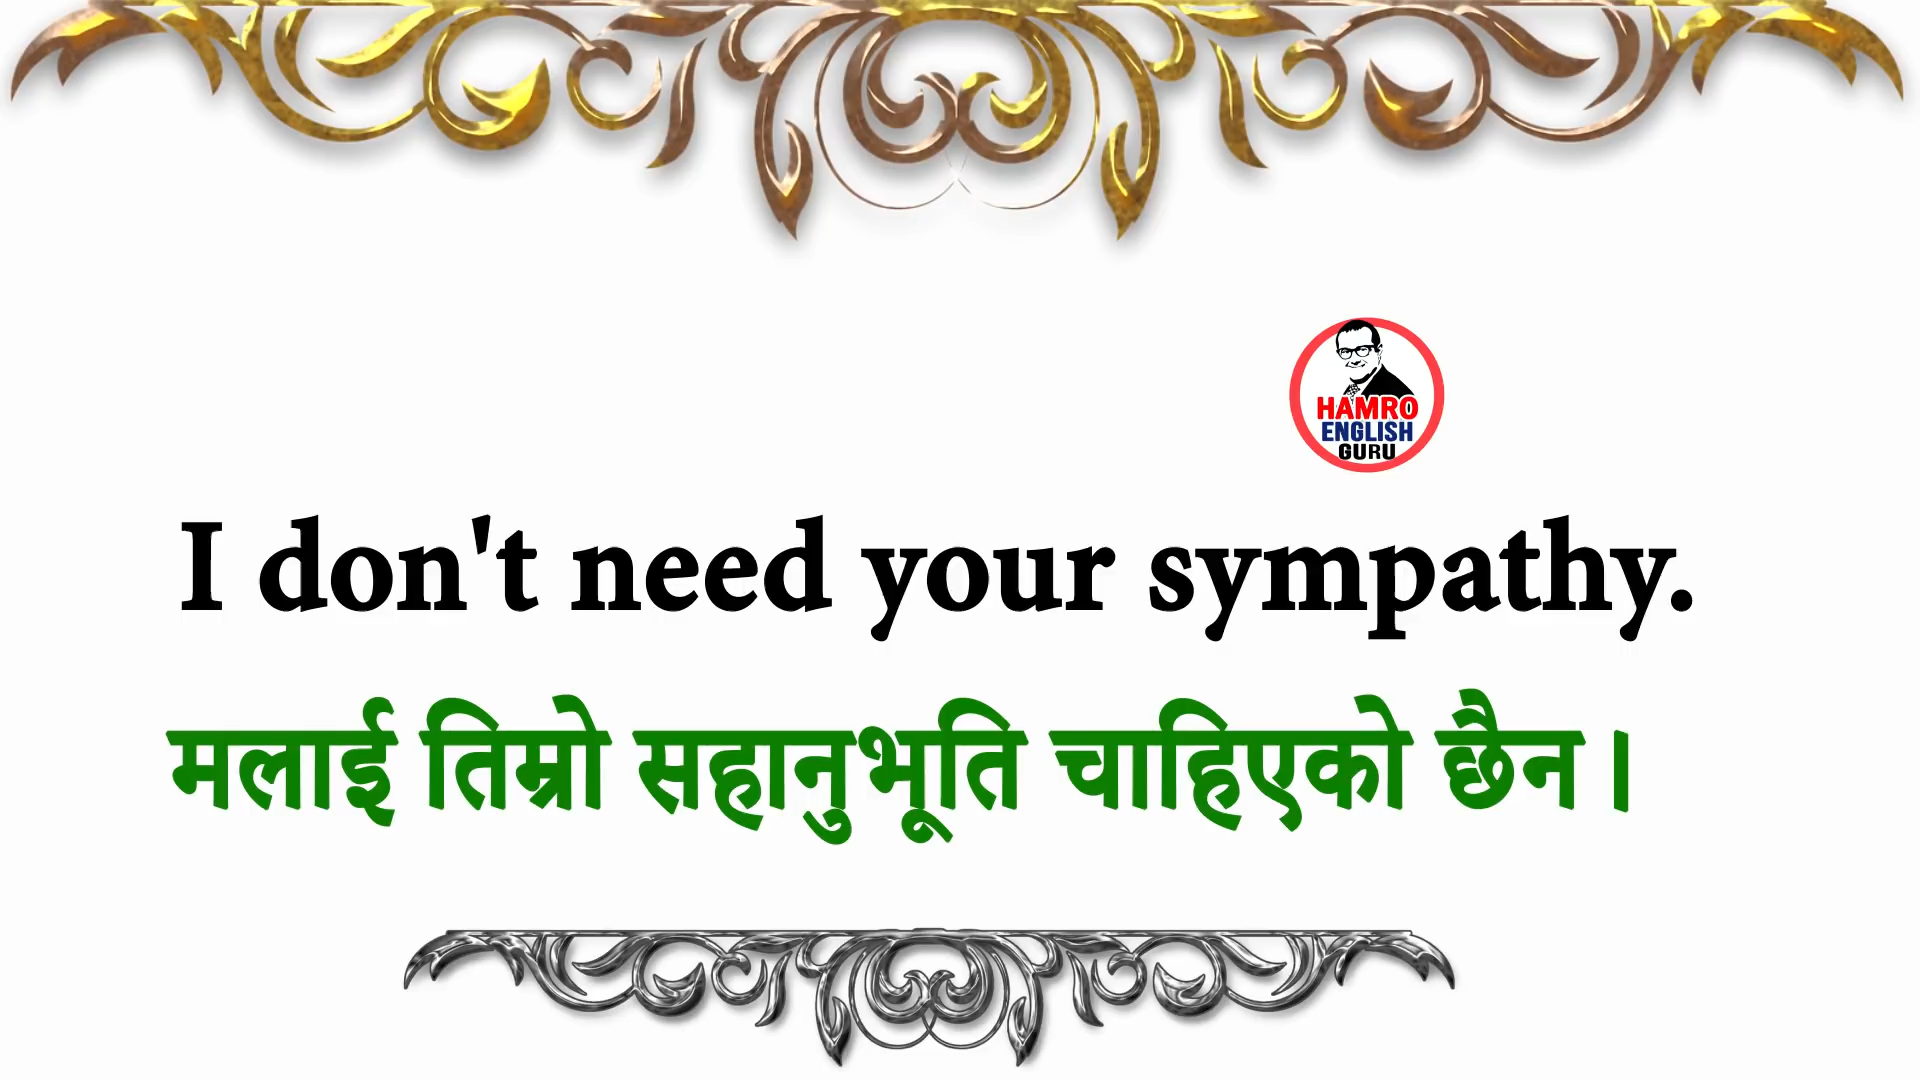 HAMRO
ENGLISH
GURU
I don't need your sympathy.
मलाई तिम्रो सहानुभूति चाहिएको छैन।